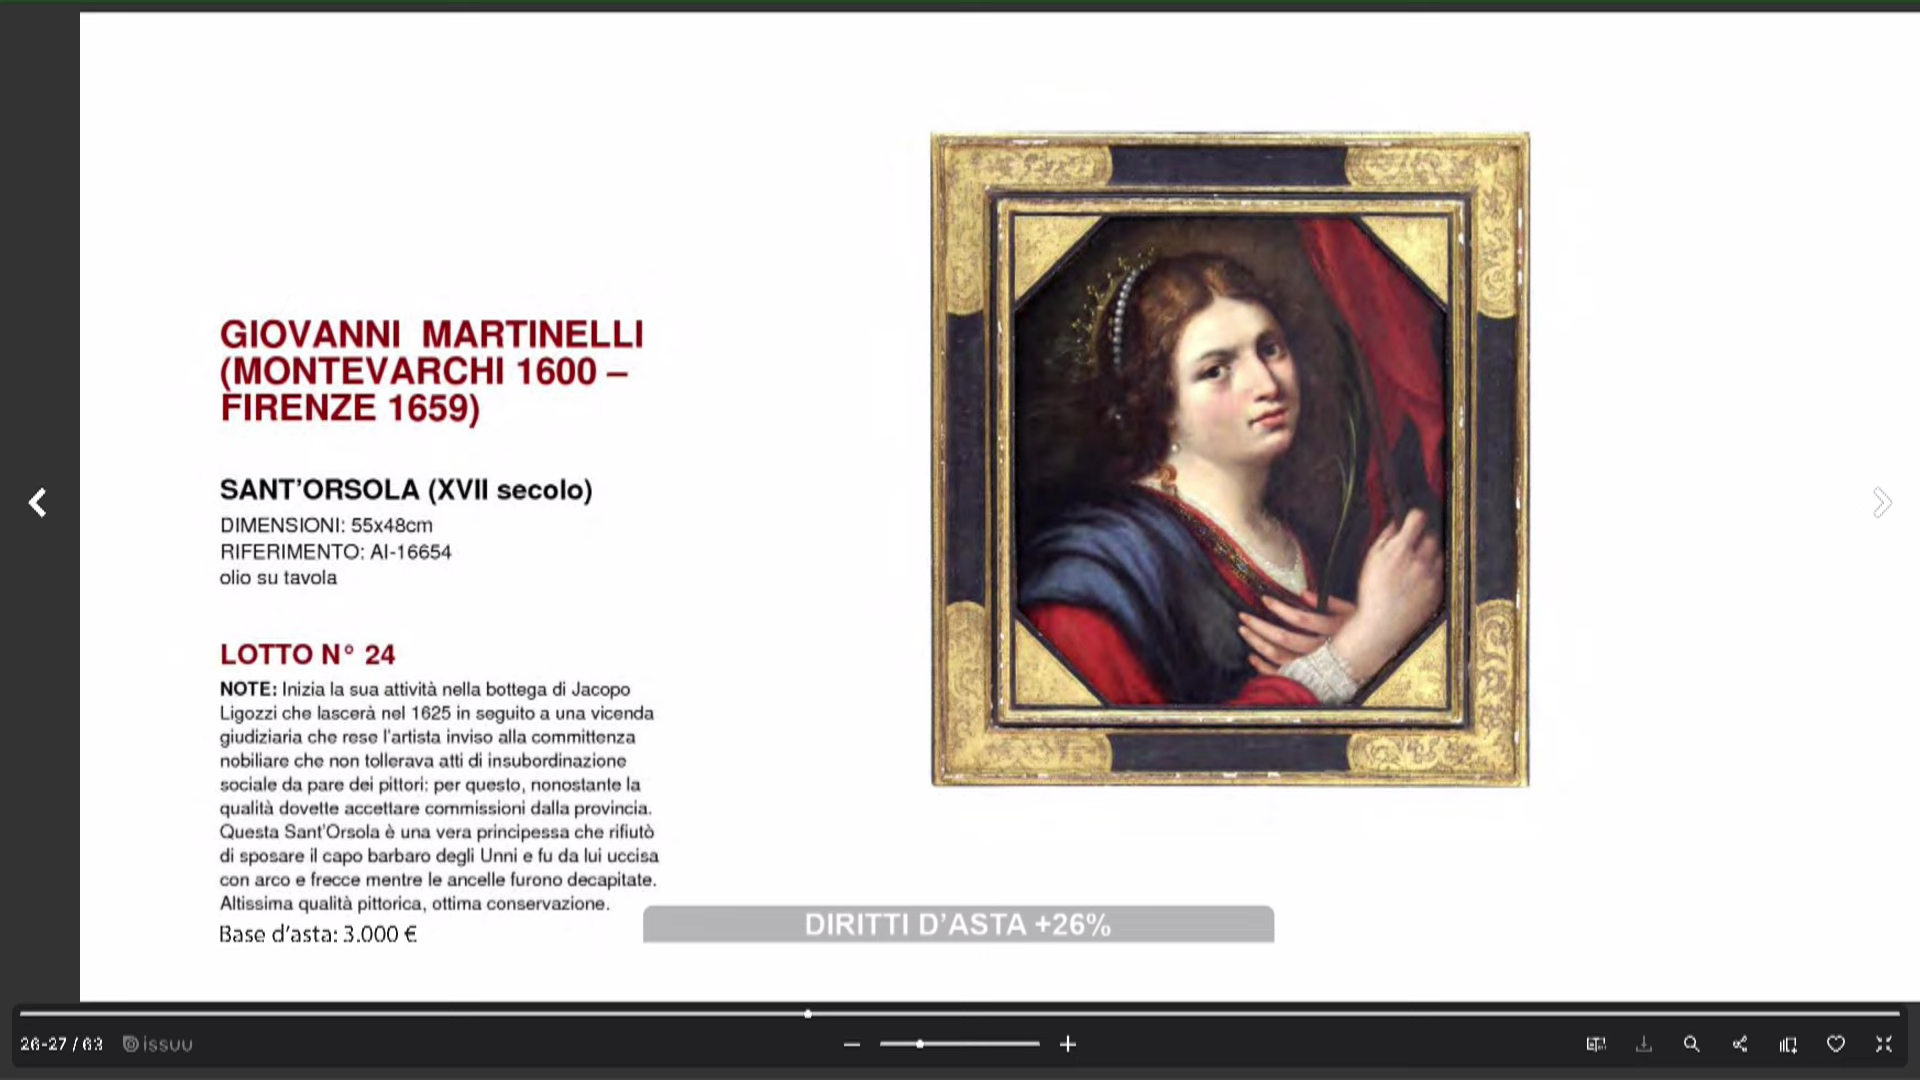 GIOVANNI MARTINELLI
(MONTEVARCHI 1600 –
FIRENZE 1659)
SANT'ORSOLA (XVII secolo)
DIMENSIONI: 55x48cm
RIFERIMENTO: AI-16654
olio su tavola
LOTTO N° 24
NOTE: Inizia la sua attività nella bottega di Jacopo
Ligozzi che lascerà nel 1625 in seguito a una vicenda
giudiziaria che rese l'artista inviso alla committenza
nobiliare che non tollerava atti di insubordinazione
sociale da pare dei pittori: per questo, nonostante la
qualità dovette accettare commissioni dalla provincia.
Questa Sant'Orsola è una vera principessa che rifiutò
di sposare il capo barbaro degli Unni e fu da lui uccisa
con arco e frecce mentre le ancelle furono decapitate.
Altissima qualità pittorica, ottima conservazione.
Base d'asta: 3.000 €
DIRITTI D'ASTA +26%
26-27 / 63 issuu